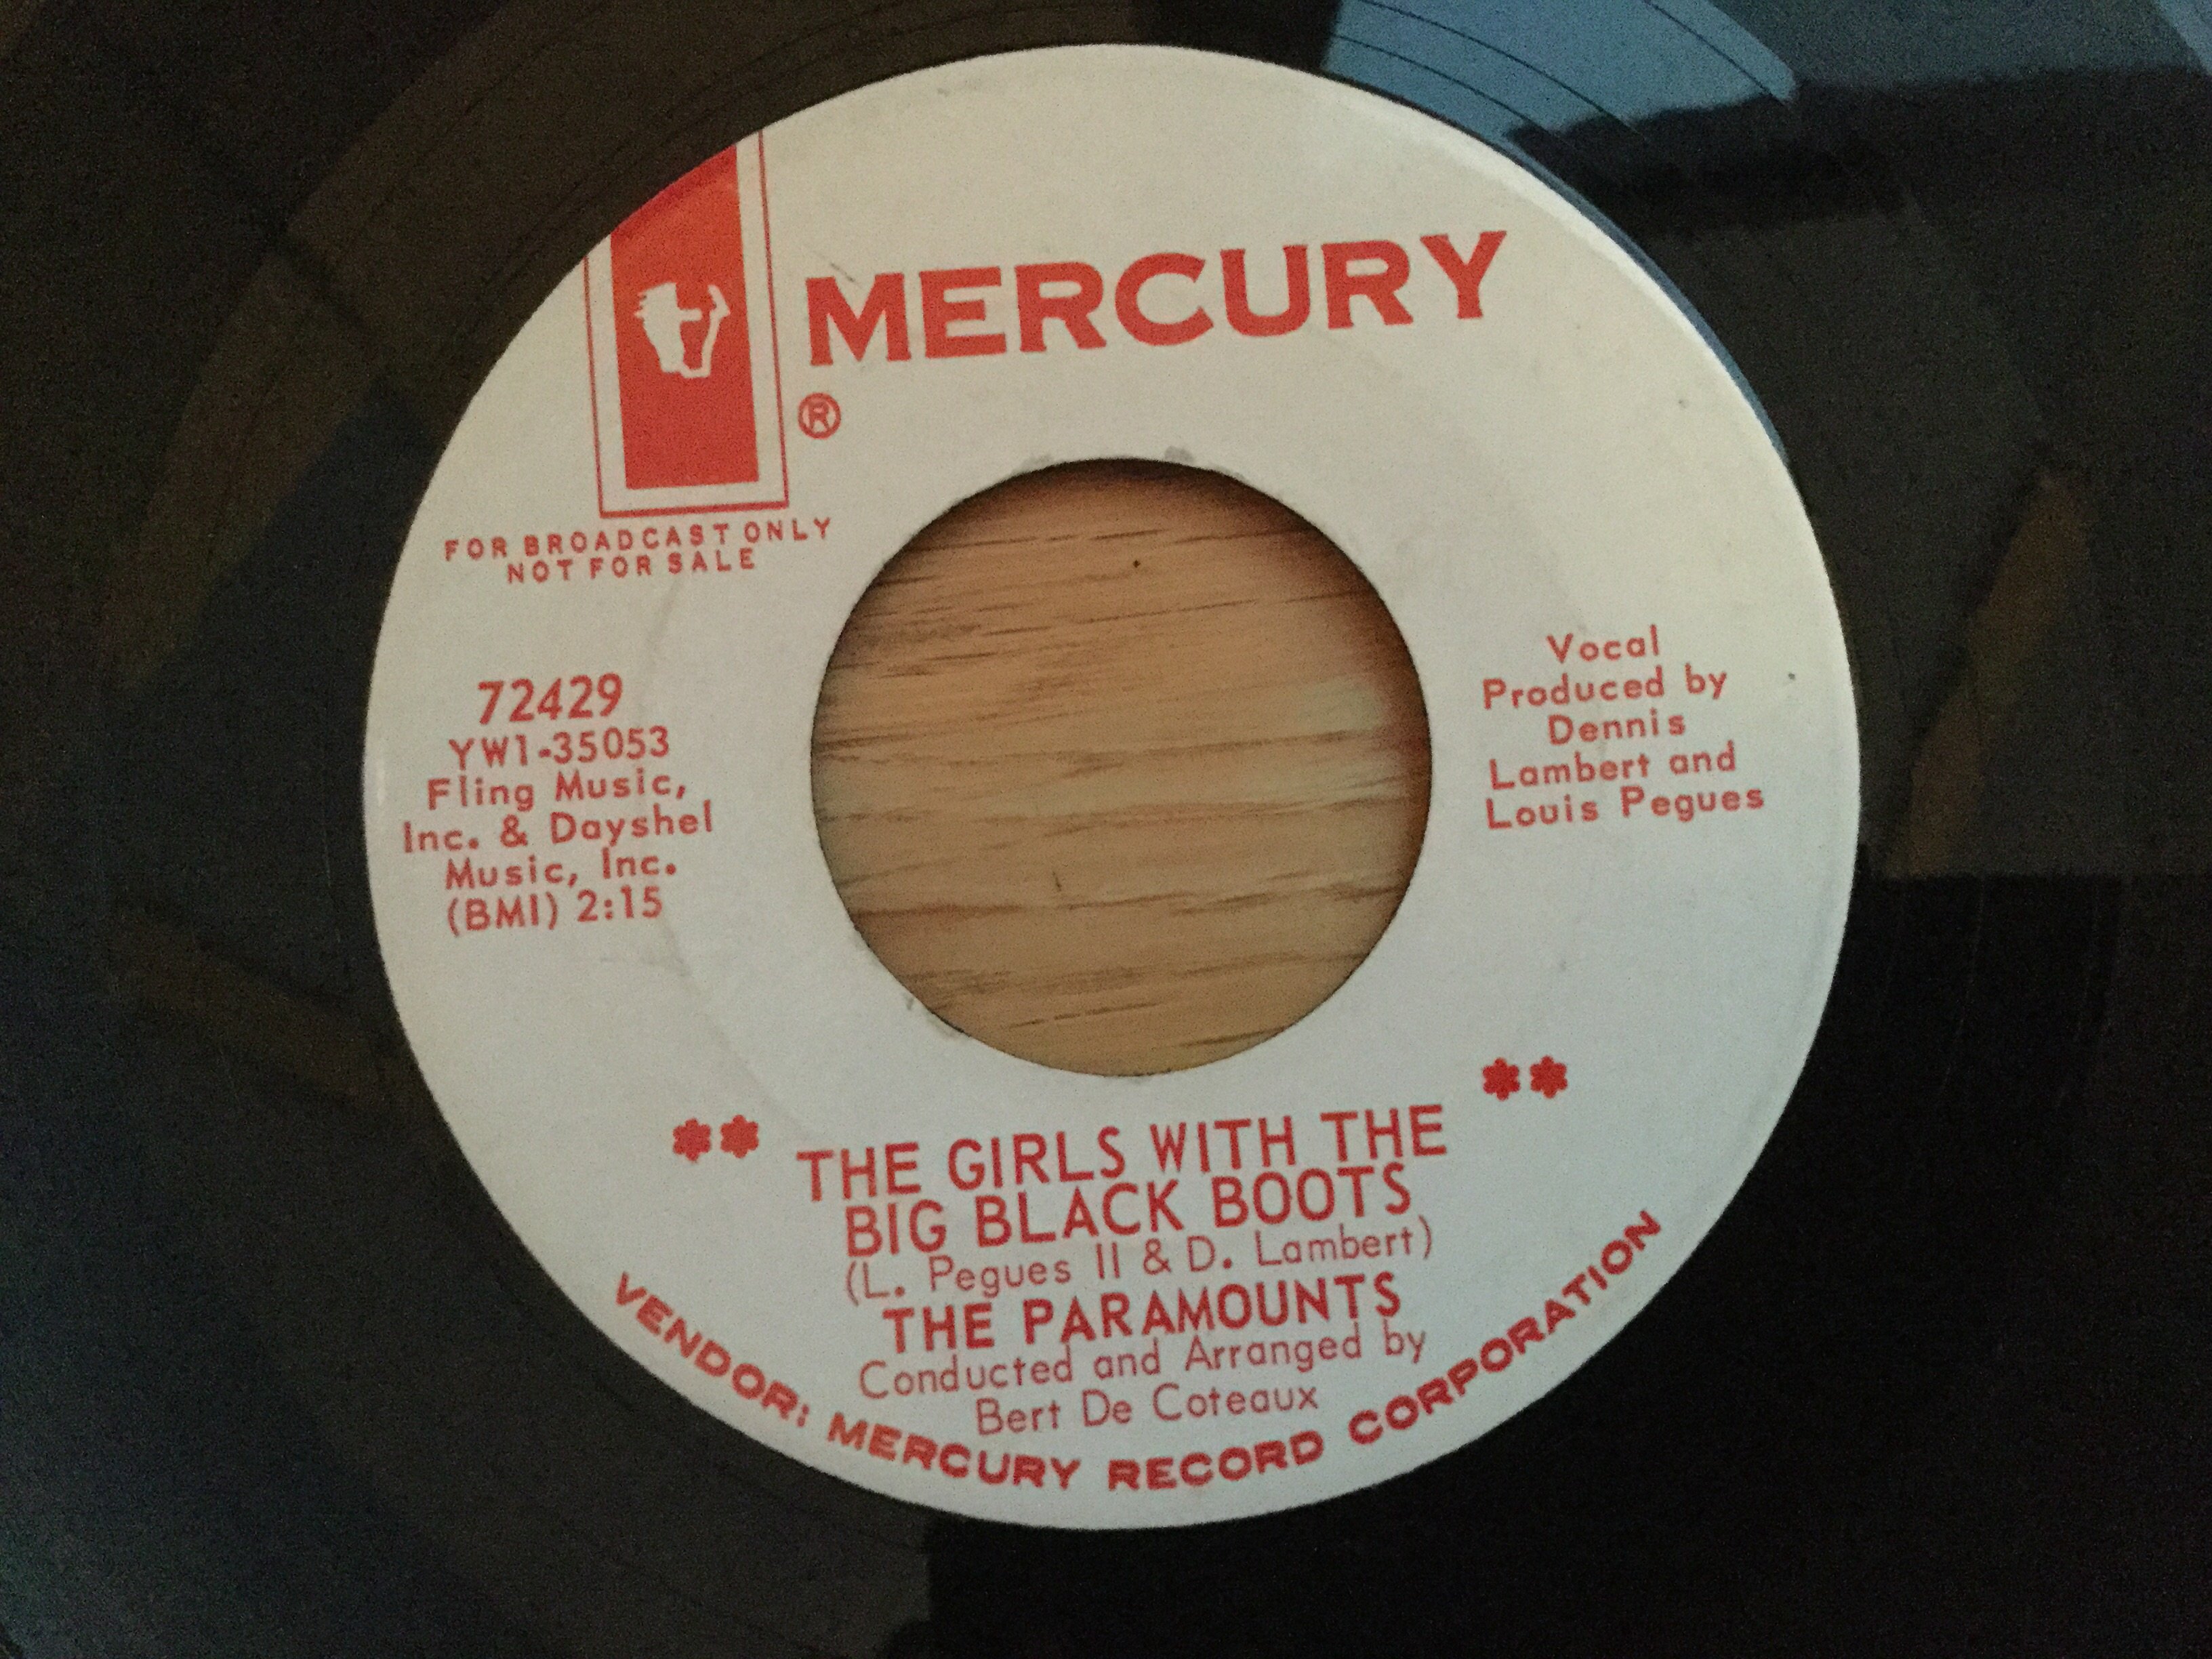 MERCURY
®
FOR BROADCAST ONLY
NOT FOR SALE
72429
YW1-35053
Fling Music,
Inc. & Dayshel
Music, Inc.
(BMI) 2:15
Vocal
Produced by
Dennis
Lambert and
Louis Pegues
** THE GIRLS WITH THE **
BIG BLACK BOOTS
(L. Pegues II & D. Lambert)
THE PARAMOUNTS
Conducted and Arranged by
Bert De Coteaux
VENDOR: MERCURY RECORD CORPORATION